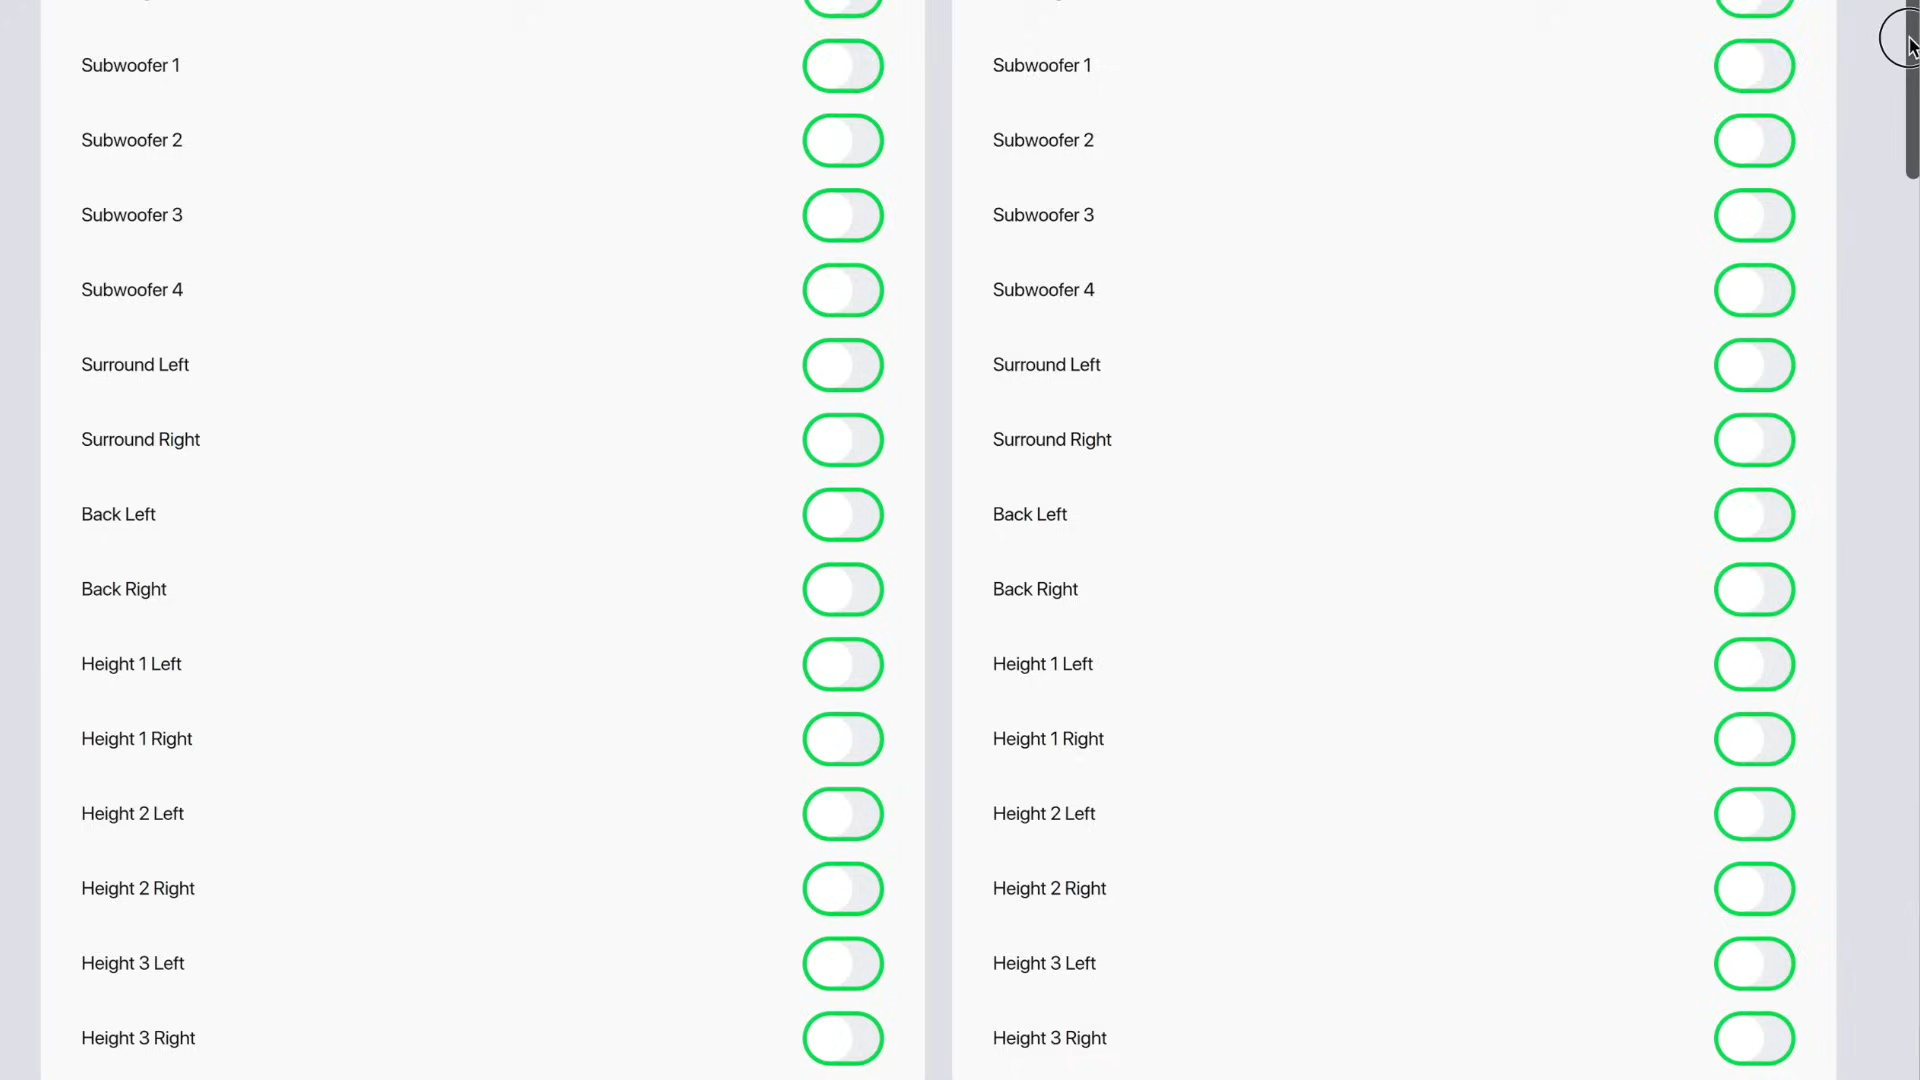 Subwoofer 1
Subwoofer 2
Subwoofer 3
Subwoofer 4
Surround Left
Surround Right
Back Left
Back Right
Height 1 Left
Height 1 Right
Height 2 Left
Height 2 Right
Height 3 Left
Height 3 Right
Subwoofer 1
Subwoofer 2
Subwoofer 3
Subwoofer 4
Surround Left
Surround Right
Back Left
Back Right
Height 1 Left
Height 1 Right
Height 2 Left
Height 2 Right
Height 3 Left
Height 3 Right